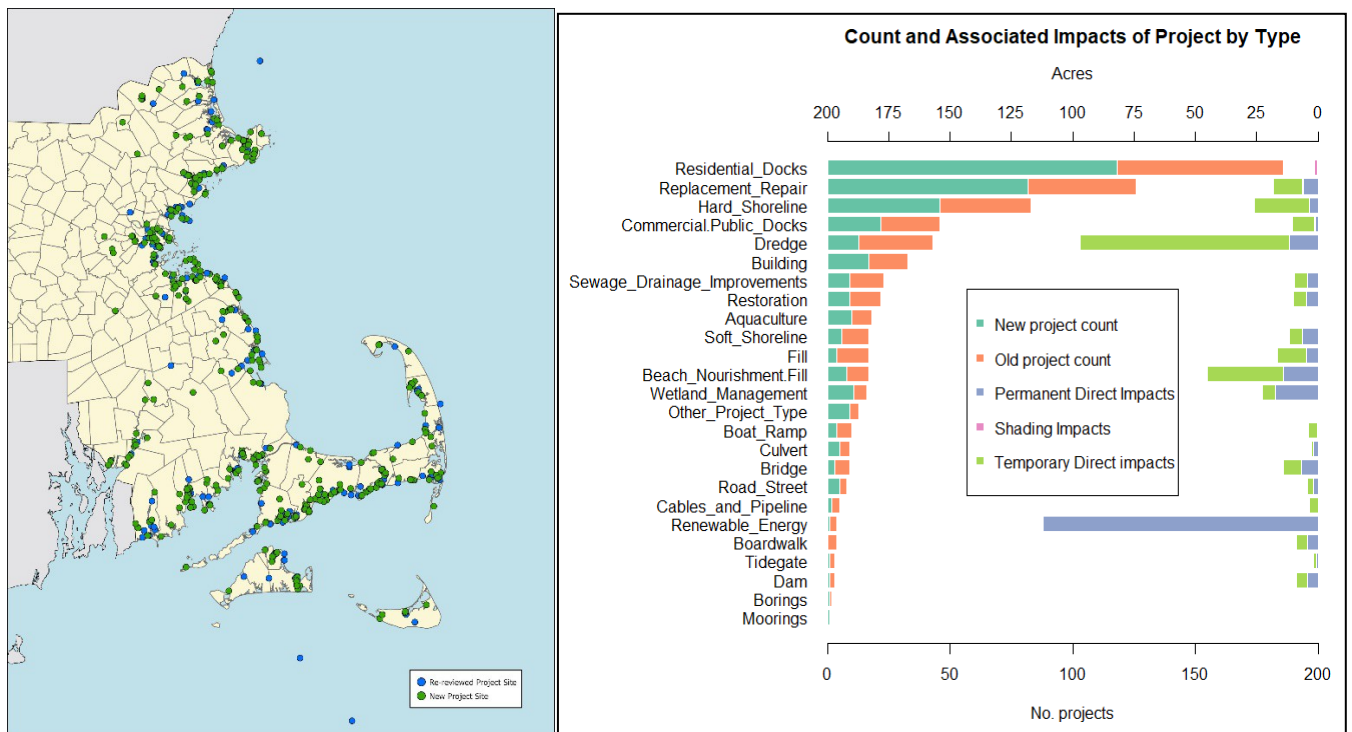 Re-reviewed Project Site
New Project Site
Count and Associated Impacts of Project by Type
Acres
200 175 150 125 100 75 50 25 0
Residential_Docks
Replacement_Repair
Hard_Shoreline
Commercial.Public_Docks
Dredge
Building
Sewage_Drainage_Improvements
Restoration
Aquaculture
Soft_Shoreline
Fill
Beach_Nourishment.Fill
Wetland_Management
Other_Project_Type
Boat_Ramp
Culvert
Bridge
Road_Street
Cables_and_Pipeline
Renewable_Energy
Boardwalk
Tidegate
Dam
Borings
Moorings
New project count
Old project count
Permanent Direct Impacts
Shading Impacts
Temporary Direct impacts
0 50 100 150 200
No. projects